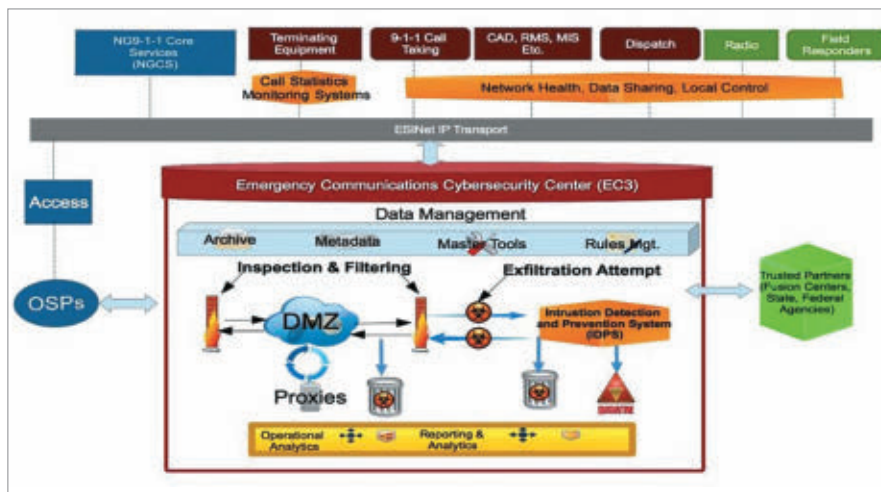 NG9-1-1 Core
Services
(NGCS)
Terminating
Equipment
9-1-1 Call
Taking
CAD, RMS, MIS
Etc.
Dispatch
Radio
Field
Responders
Call Statistics
Monitoring Systems
Network Health, Data Sharing, Local Control
ESINet IP Transport
Access
Emergency Communications Cybersecurity Center (EC3)
Data Management
Archive
Metadata
Master Tools
Rules Mgt.
Inspection & Filtering
Exfiltration Attempt
OSPs
DMZ
Intrusion Detection
and Prevention System
(IDPS)
Trusted Partners
(Fusion Centers,
State, Federal
Agencies)
Proxies
Operational
Analytics
Reporting &
Analytics